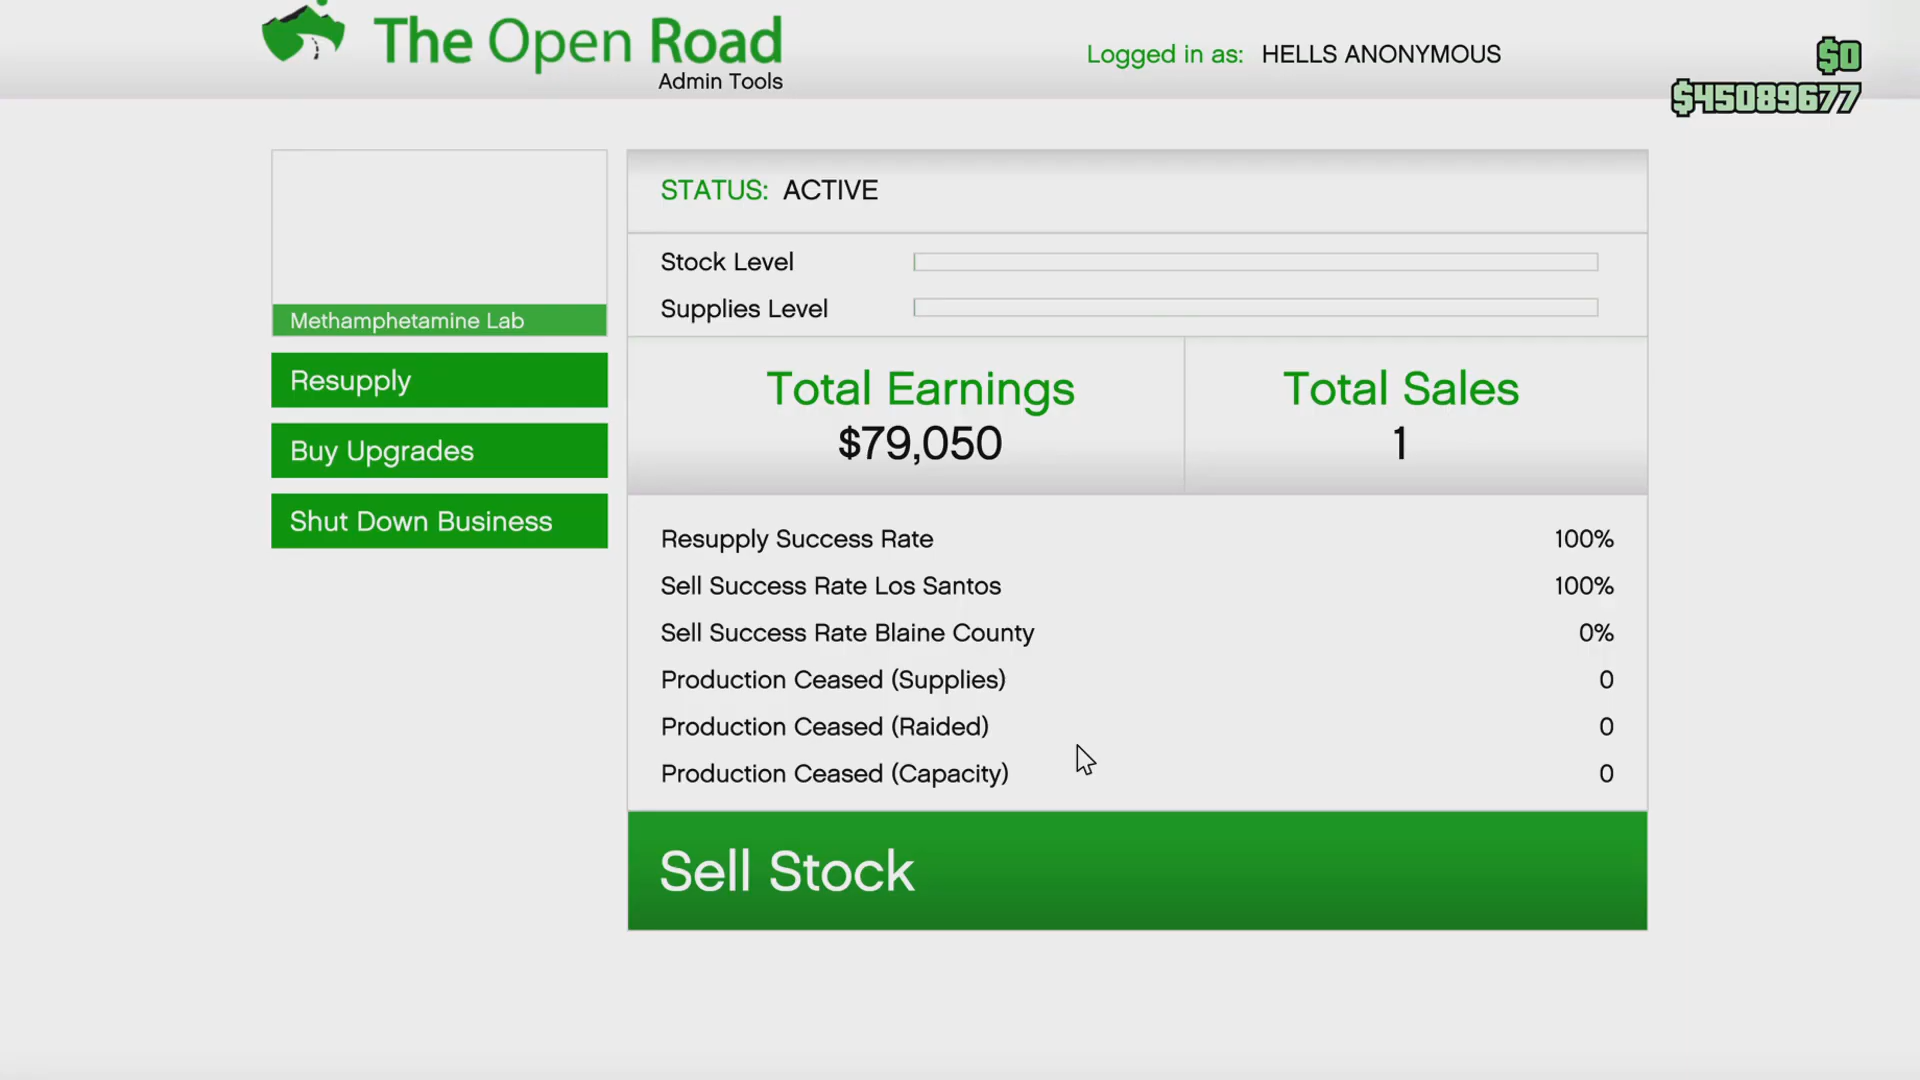 The Open Road
Admin Tools
Logged in as: HELLS ANONYMOUS
$0
$45089677
Methamphetamine Lab
Resupply
Buy Upgrades
Shut Down Business
STATUS: ACTIVE
Stock Level
Supplies Level
Total Earnings
$79,050
Total Sales
1
Resupply Success Rate 100%
Sell Success Rate Los Santos 100%
Sell Success Rate Blaine County 0%
Production Ceased (Supplies) 0
Production Ceased (Raided) 0
Production Ceased (Capacity) 0
Sell Stock